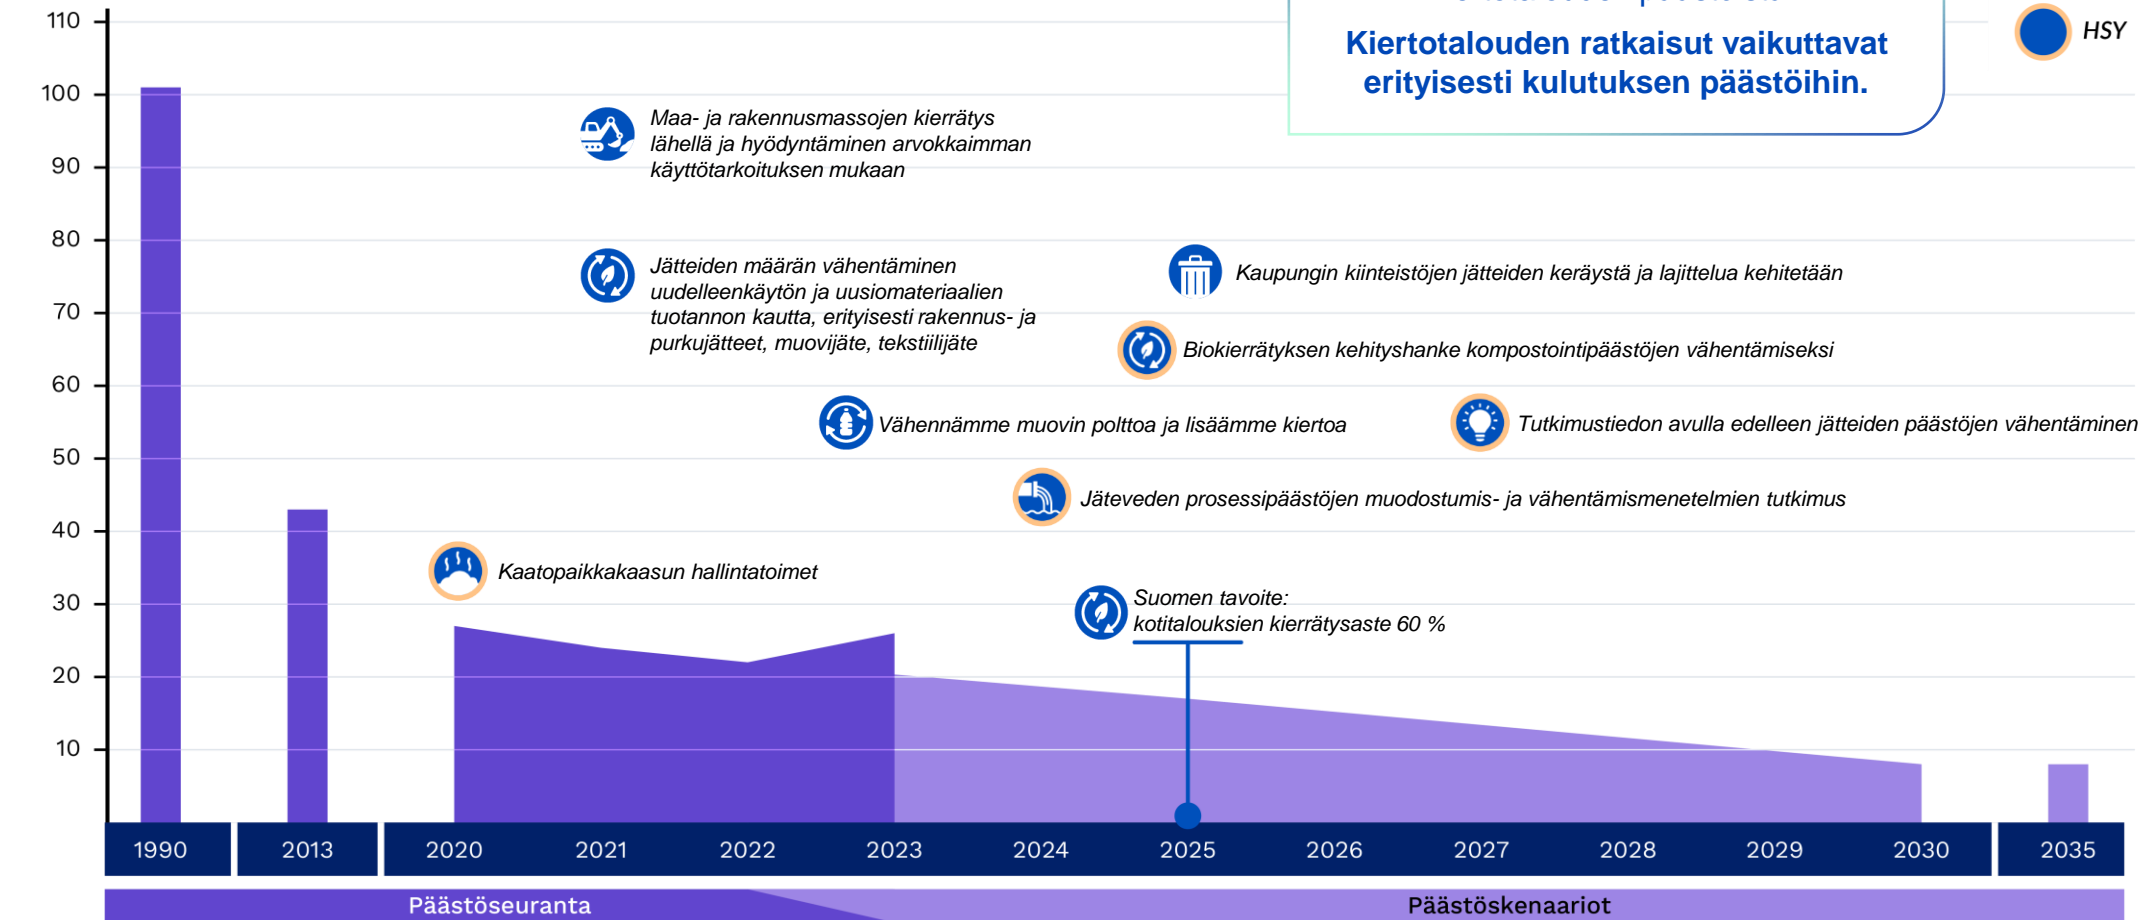 Kiertotalouden ratkaisut vaikuttavat
erityisesti kulutuksen päästöihin.
HSY
110
100
90
80
70
60
50
40
30
20
10
Maa- ja rakennusmassojen kierrätys
lähellä ja hyödyntäminen arvokkaimman
käyttötarkoituksen mukaan
Jätteiden määrän vähentäminen
uudelleenkäytön ja uusiomateriaalien
tuotannon kautta, erityisesti rakennus- ja
purkujätteet, muovijäte, tekstiilijäte
Kaupungin kiinteistöjen jätteiden keräystä ja lajittelua kehitetään
Biokierrätyksen kehityshanke kompostointipäästöjen vähentämiseksi
Vähennämme muovin polttoa ja lisäämme kiertoa
Tutkimustiedon avulla edelleen jätteiden päästöjen vähentäminen
Jäteveden prosessipäästöjen muodostumis- ja vähentämismenetelmien tutkimus
Kaatopaikkakaasun hallintatoimet
Suomen tavoite:
kotitalouksien kierrätysaste 60 %
1990 2013 2020 2021 2022 2023 2024 2025 2026 2027 2028 2029 2030 2035
Päästöseuranta Päästöskenaariot